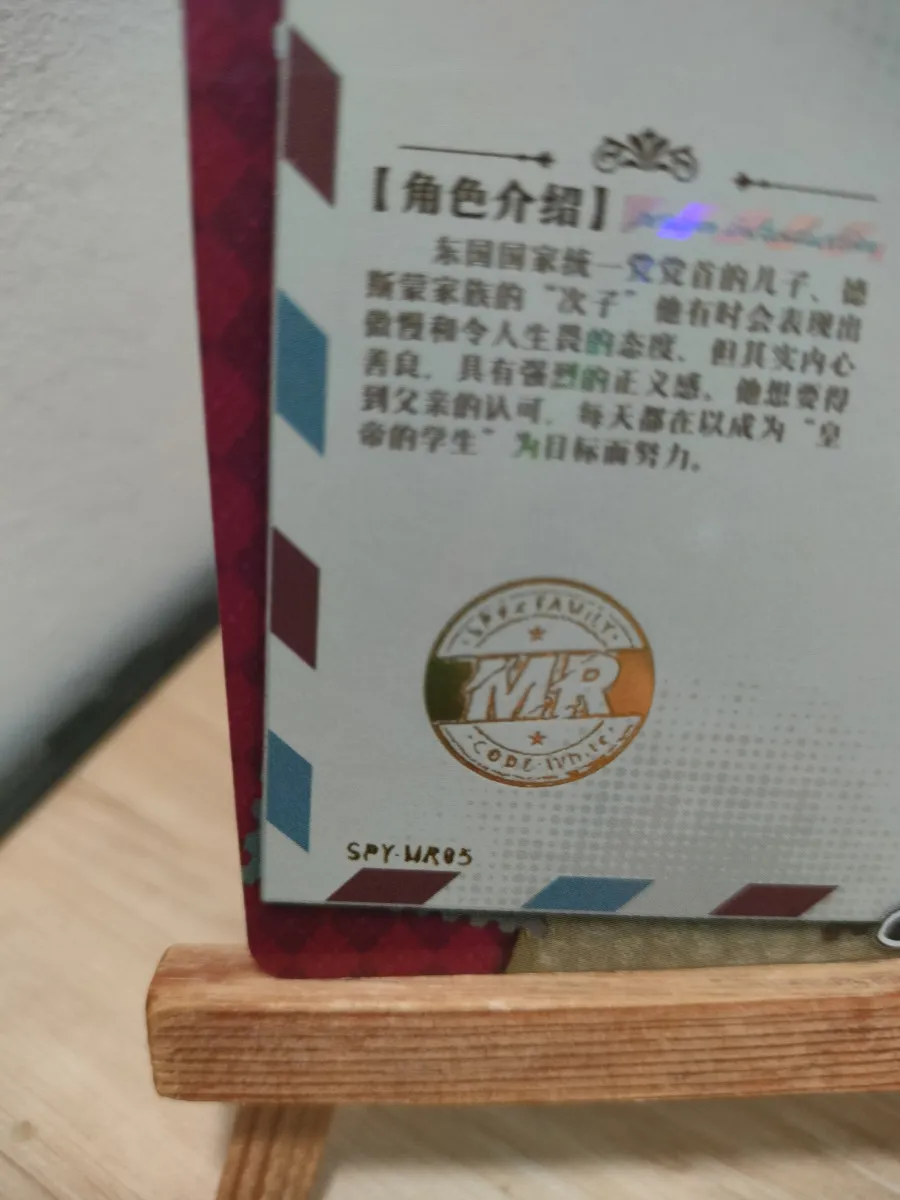 【角色介绍】
东国国家统一党党首的儿子、德
斯蒙家族的“次子”他有时会表现出
傲慢和令人生畏的态度，但其实内心
善良，具有强烈的正义感，他想要得
到父亲的认可，每天都在以成为“皇
帝的学生”为目标而努力。
SPY×FAMILY
MR
CODE:White
SPY-MR05